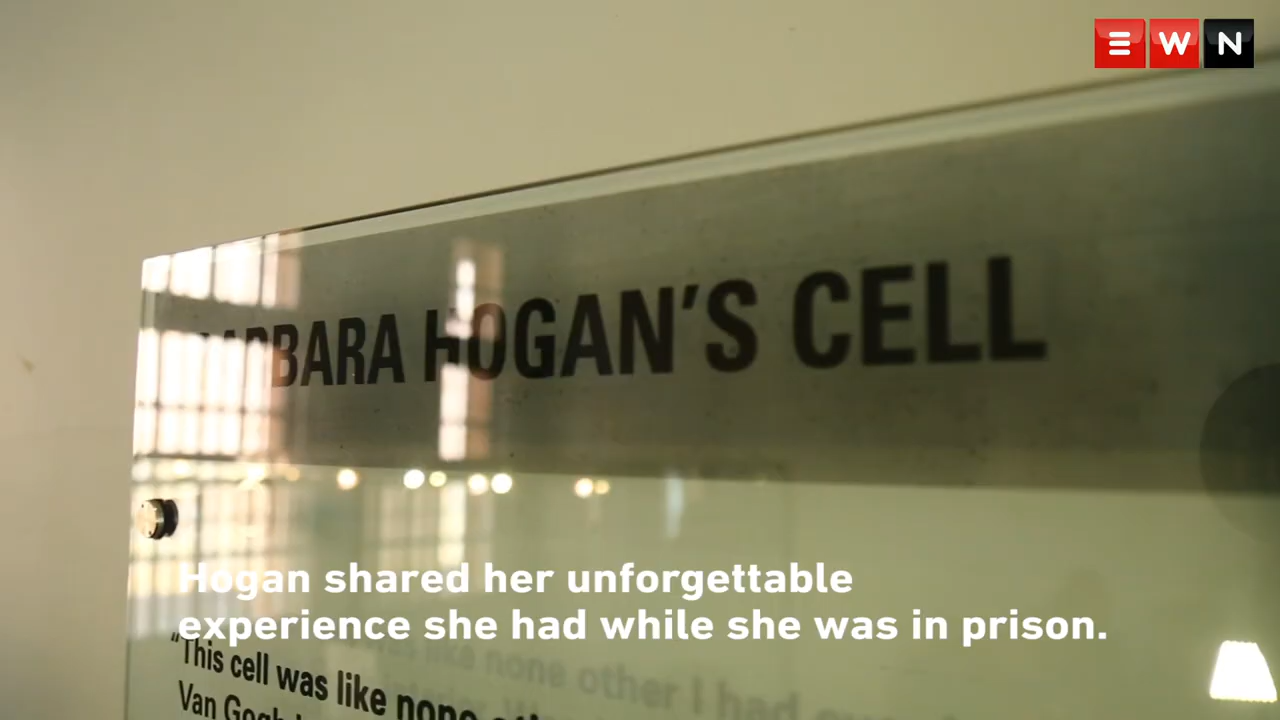 EWN
BARBARA HOGAN'S CELL
Hogan shared her unforgettable
experience she had while she was in prison.
"This cell was like none
Van Gogh